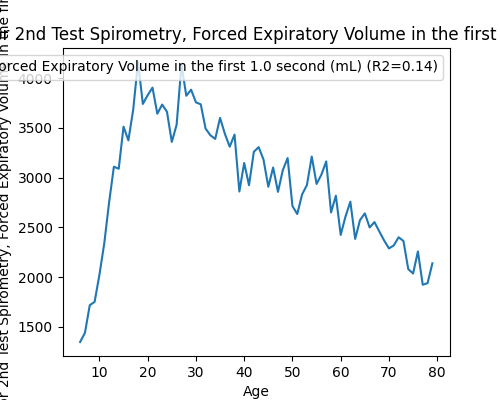 2nd Test Spirometry, Forced Expiratory Volume in the first
Forced Expiratory Volume in the first 1.0 second (mL) (R2=0.14)
2nd Test Spirometry, Forced Expiratory Volume in the
4000
3500
3000
2500
2000
1500
10 20 30 40 50 60 70 80
Age